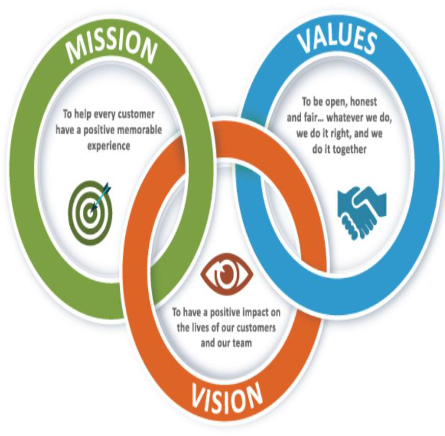 MISSION
To help every customer
have a positive memorable
experience
VALUES
To be open, honest
and fair... whatever we do,
we do it right, and we
do it together
To have a positive impact on
the lives of our customers
and our team
VISION